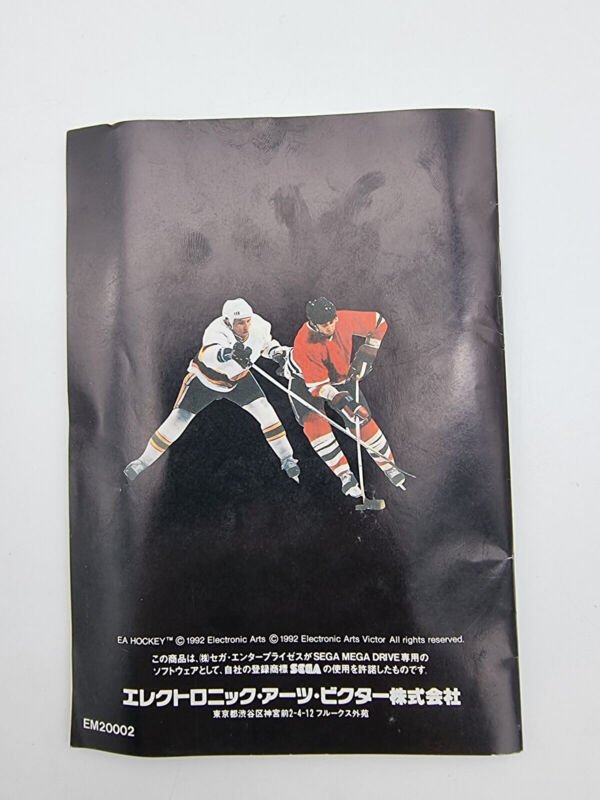 EA HOCKEY™ ©1992 Electronic Arts ©1992 Electronic Arts Victor All rights reserved.
この商品は、㈱セガ・エンタープライゼスがSEGA MEGA DRIVE専用の
ソフトウェアとして、自社の登録商標SEGAの使用を許諾したものです.
エレクトロニック・アーツ・ビクター株式会社
東京都渋谷区神宮前2-4-12 フルークス外苑
EM20002